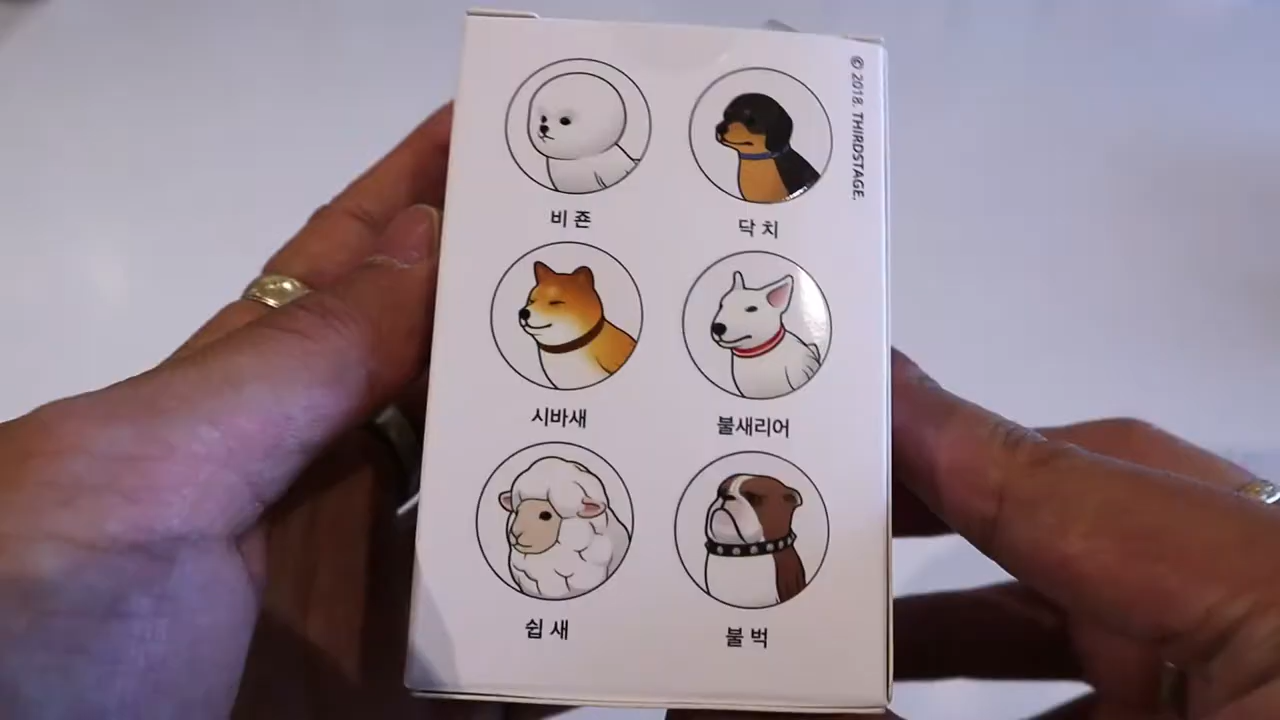 © 2018. THIRDSTAGE.
비 죤
닥 치
시바새
불새리어
쉽 새
불 벅